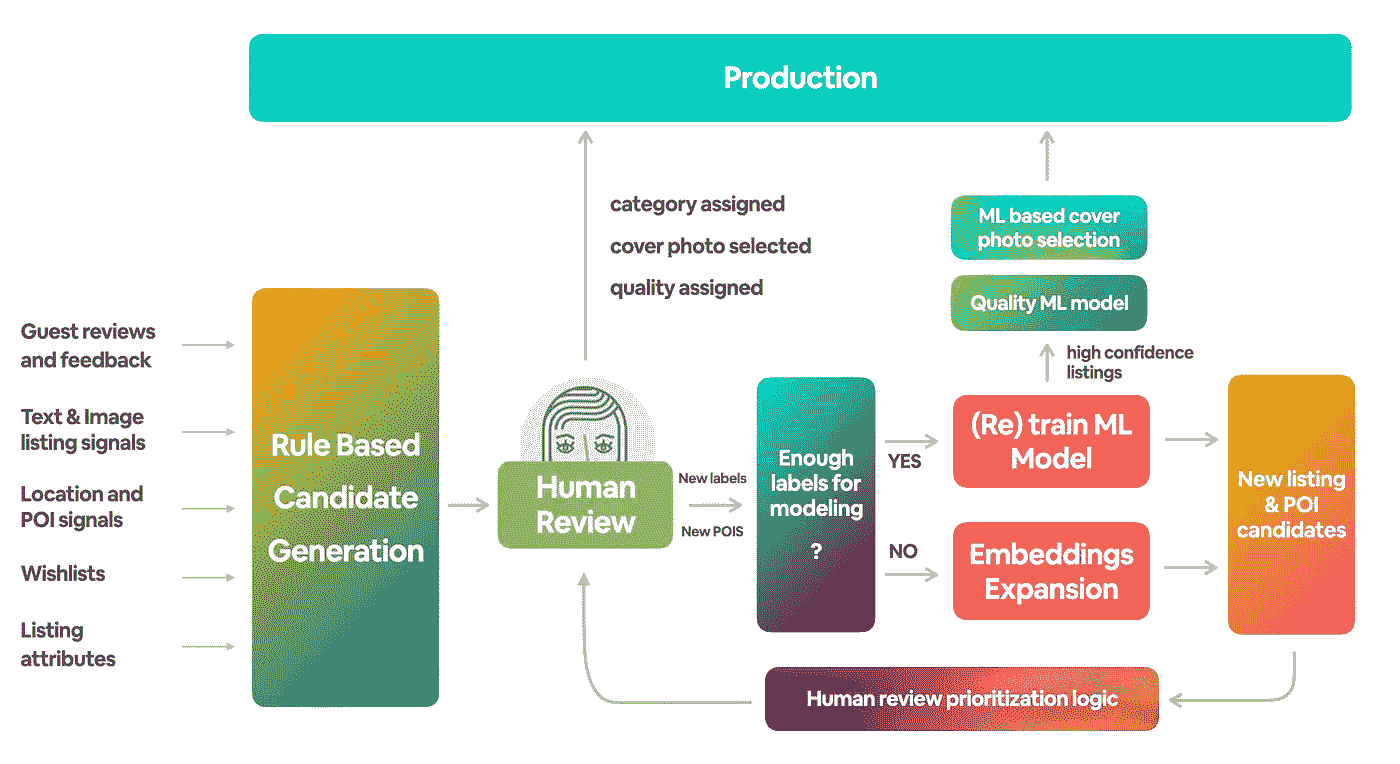 Production
category assigned
cover photo selected
quality assigned
ML based cover
photo selection
Quality ML model
high confidence
listings
Guest reviews
and feedback
Text & Image
listing signals
Location and
POI signals
Wishlists
Listing
attributes
Rule Based
Candidate
Generation
Human
Review
New labels
New POIS
Enough
labels for
modeling
?
YES
NO
(Re) train ML
Model
Embeddings
Expansion
New listing
& POI
candidates
Human review prioritization logic